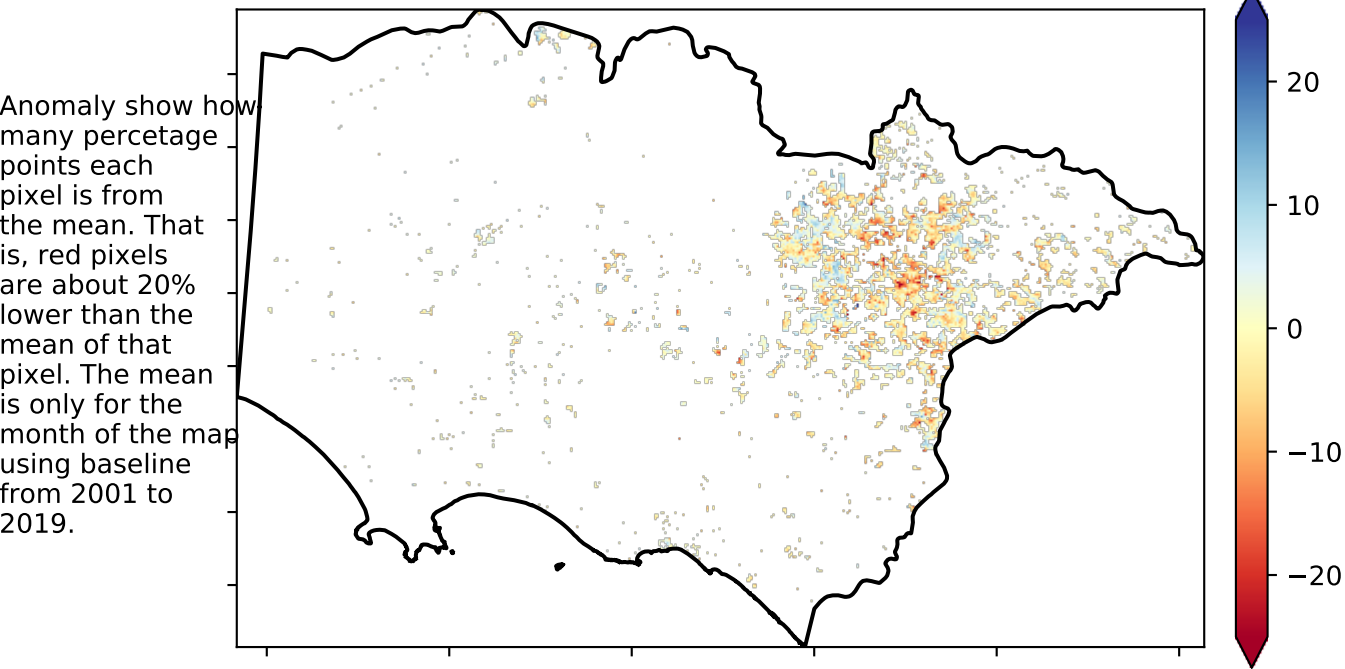 Anomaly show how
many percetage
points each
pixel is from
the mean. That
is, red pixels
are about 20%
lower than the
mean of that
pixel. The mean
is only for the
month of the map
using baseline
from 2001 to
2019.
20
10
0
−10
−20